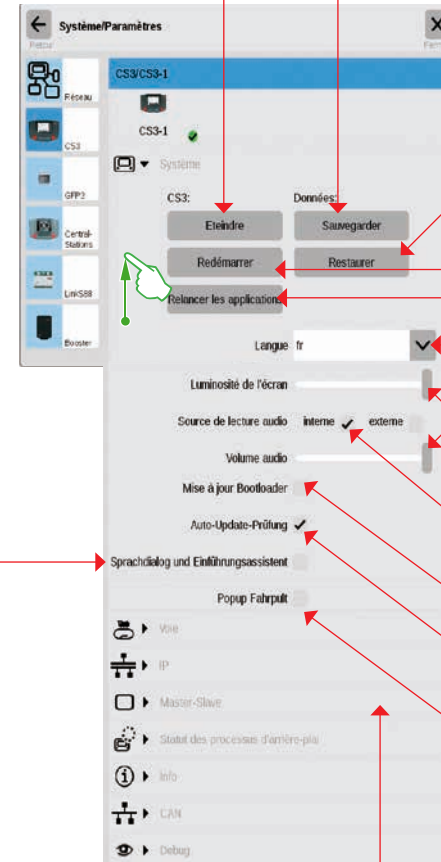 Système/Paramètres
Retour
Réseau
CS3
GFP3
Central-
Stations
LinkS88
Booster
CS3/CS3-1
CS3-1
Système
CS3:
Données:
Eteindre
Sauvegarder
Redémarrer
Restaurer
Relancer les applications
Langue fr
Luminosité de l'écran
Source de lecture audio interne externe
Volume audio
Mise à jour Bootloader
Auto-Update-Prüfung
Sprachdialog und Einführungsassistent
Popup Fahrpult
Voie
IP
Master-Slave
Statut des processus d'arrière-plai
Info
CAN
Debug